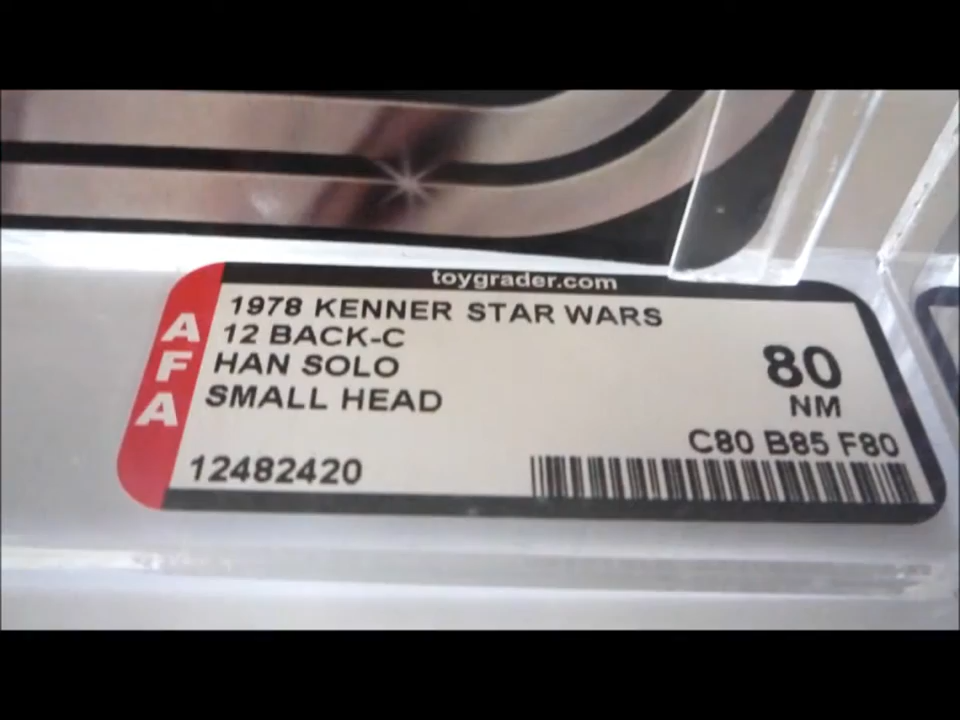 toygrader.com
AFA
1978 KENNER STAR WARS
12 BACK-C
HAN SOLO
SMALL HEAD
80
NM
C80 B85 F80
12482420